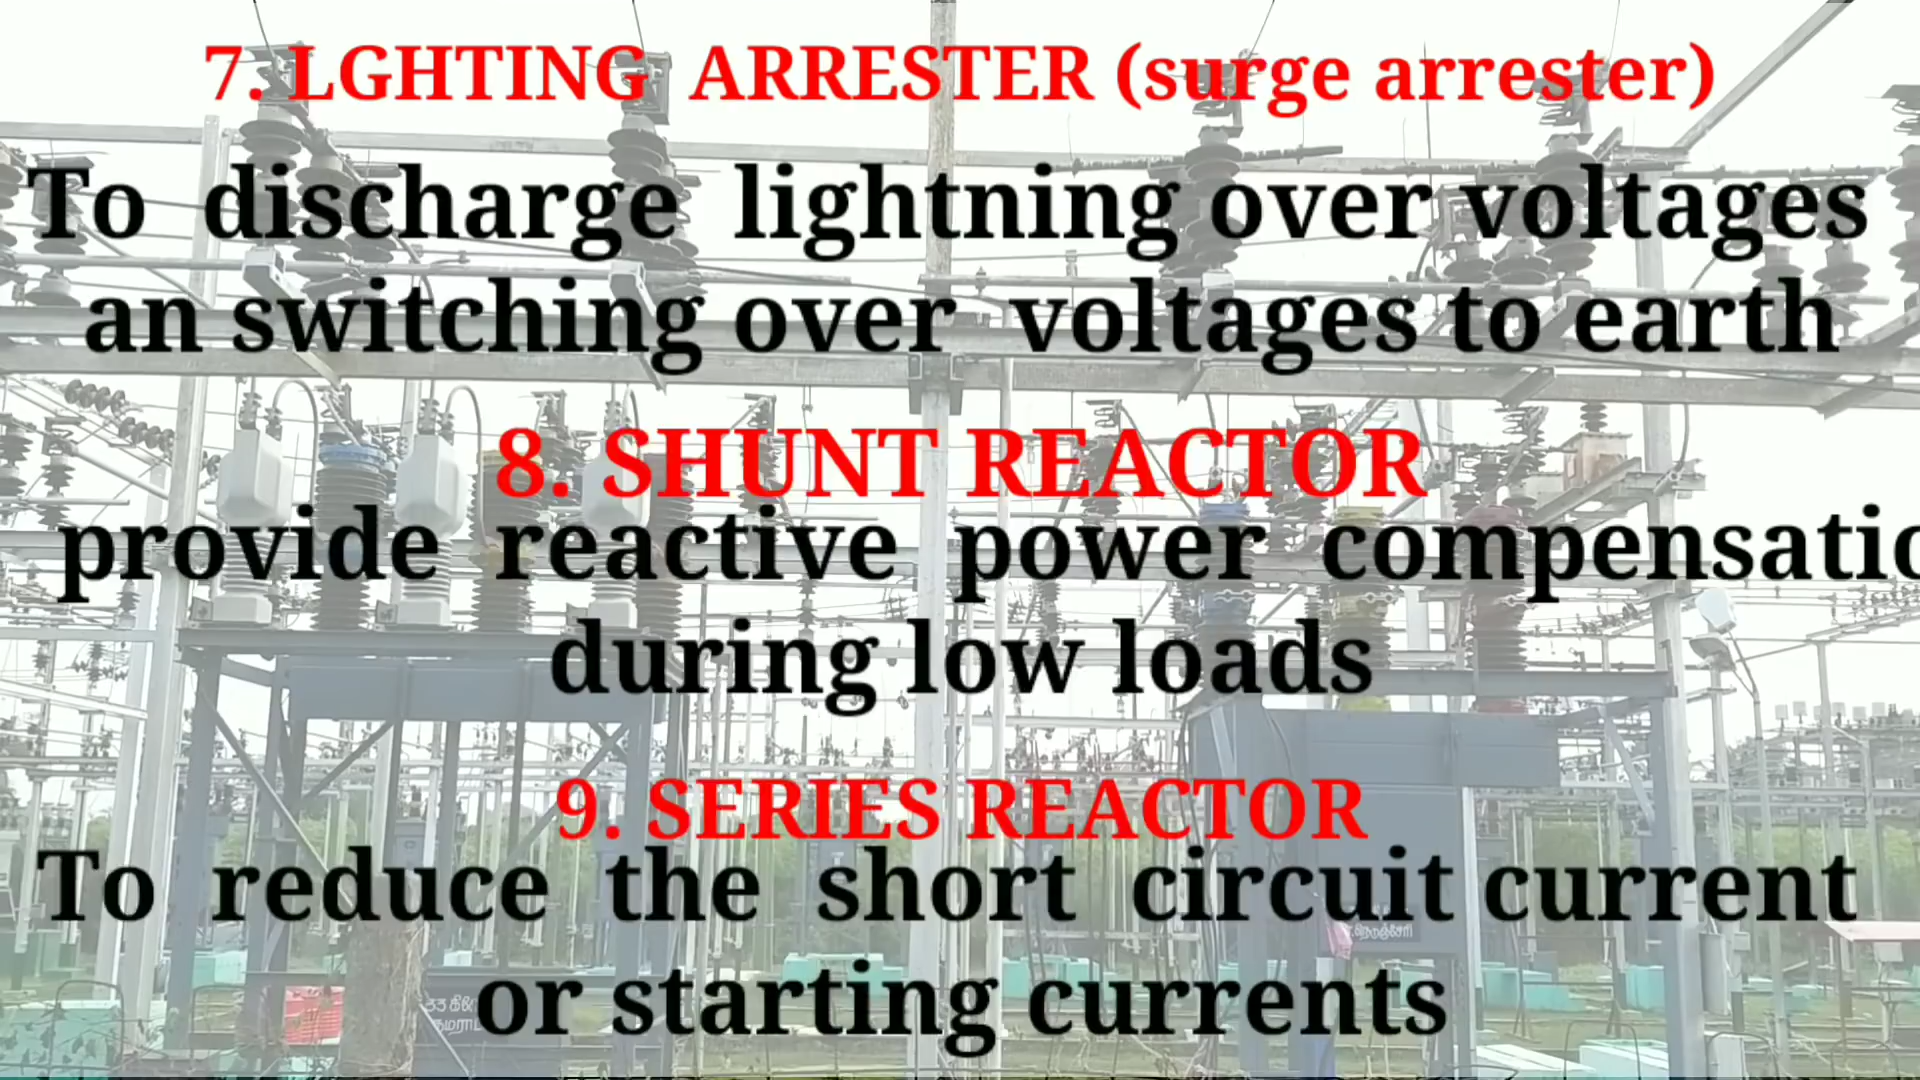 7. LGHTING ARRESTER (surge arrester)
To discharge lightning over voltages
an switching over voltages to earth
8. SHUNT REACTOR
provide reactive power compensatio
during low loads
9. SERIES REACTOR
To reduce the short circuit current
or starting currents